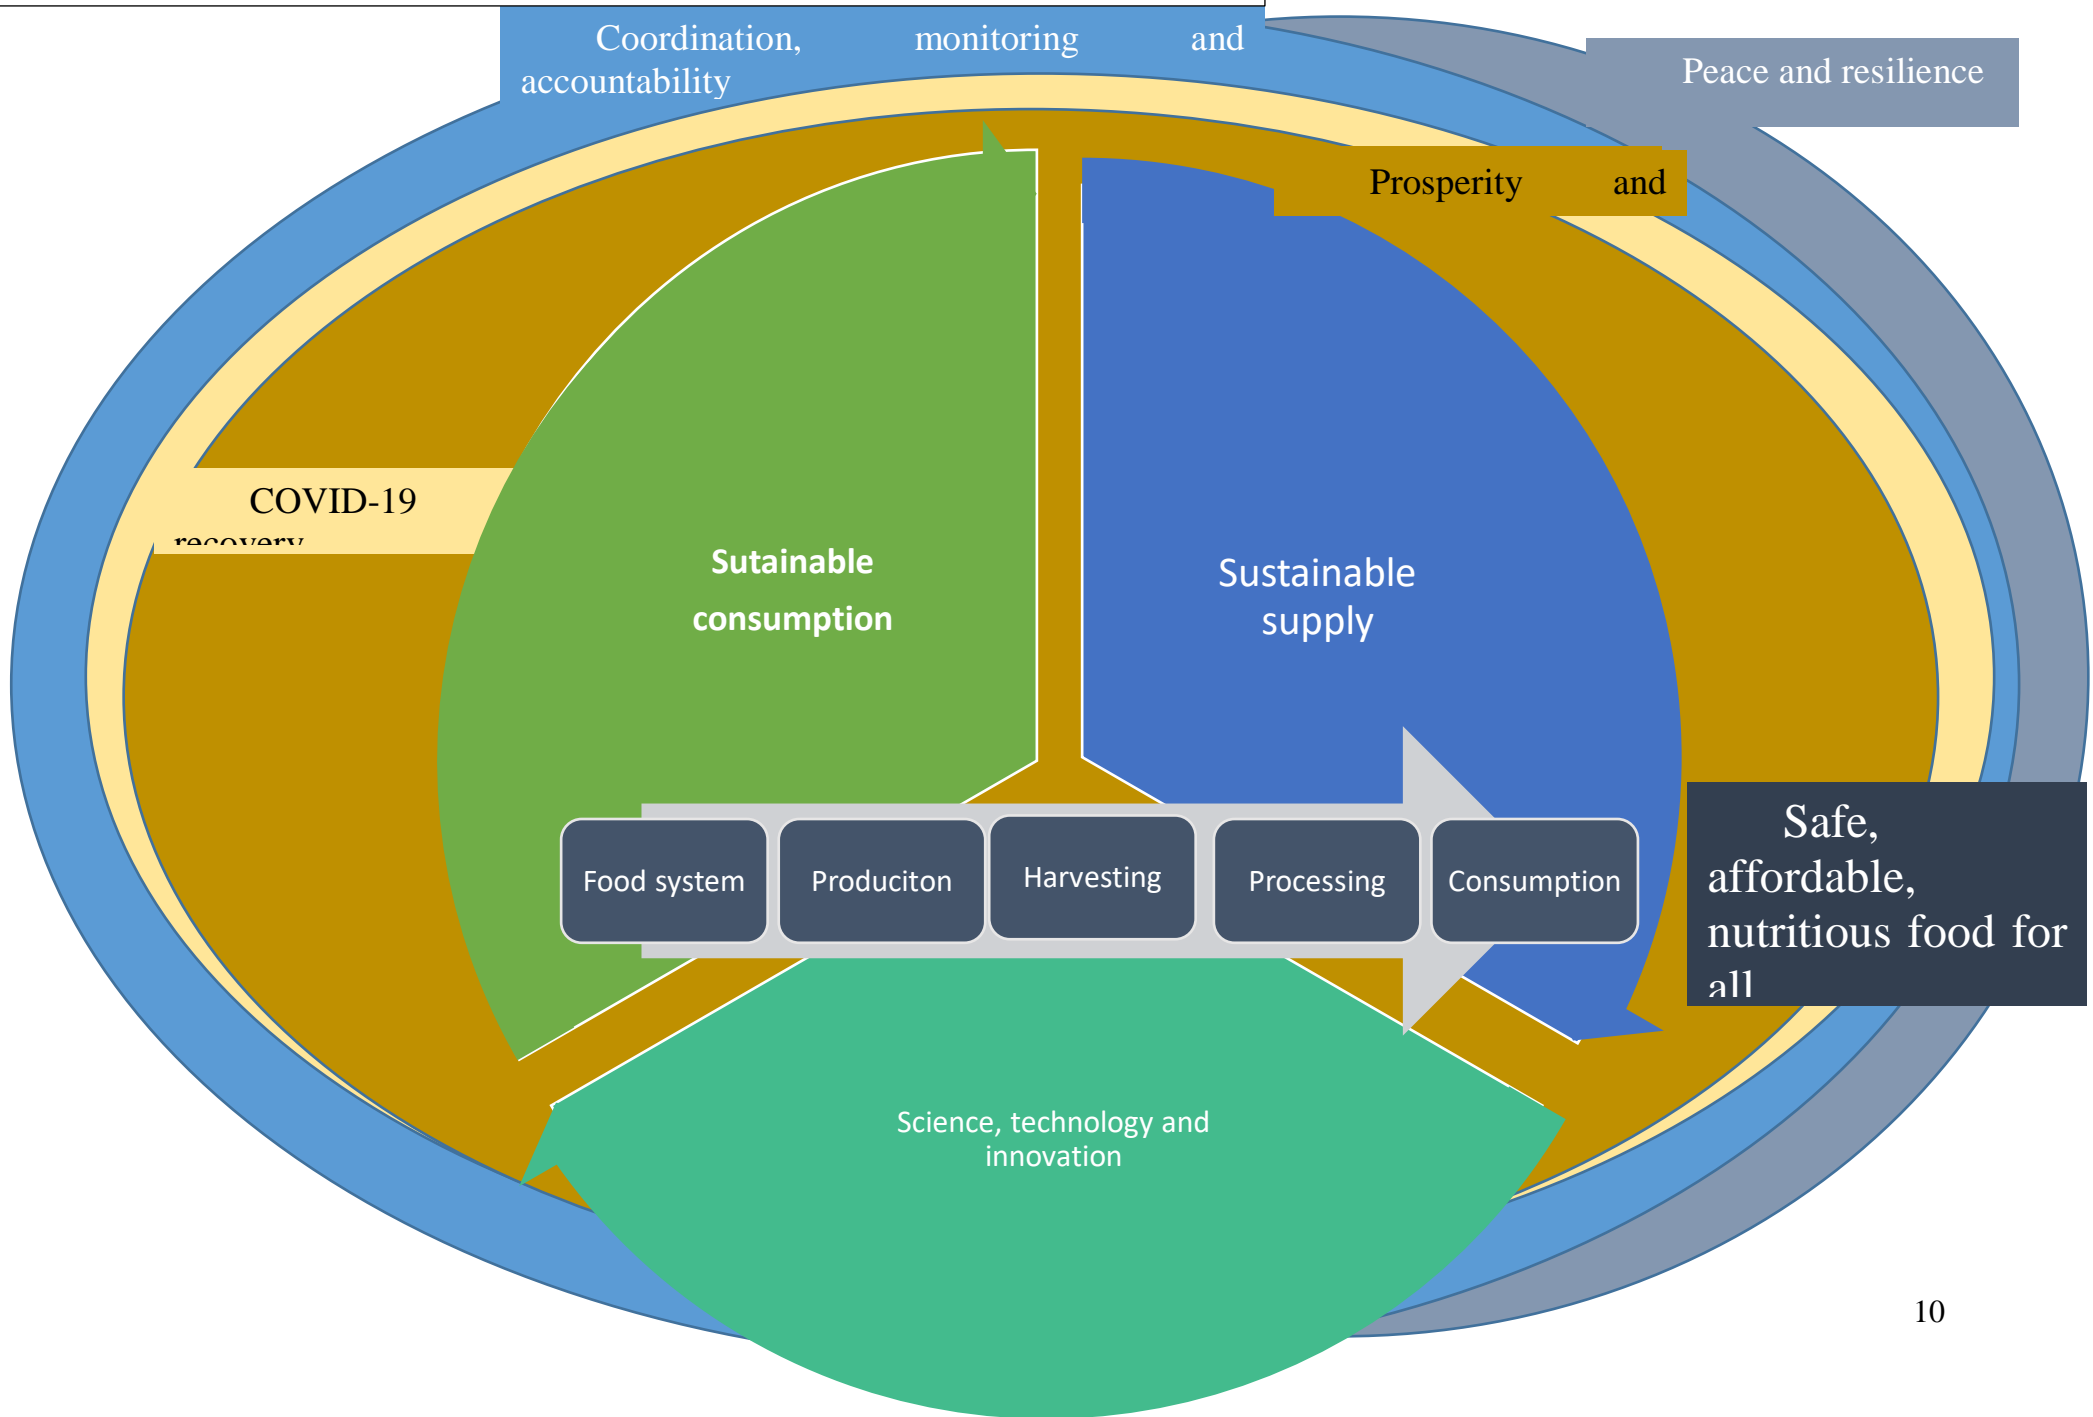 Coordination, monitoring and
accountability
Peace and resilience
Prosperity and
COVID-19
recovery
Sutainable
consumption
Sustainable
supply
Food system
Produciton
Harvesting
Processing
Consumption
Safe,
affordable,
nutritious food for
all
Science, technology and
innovation
10